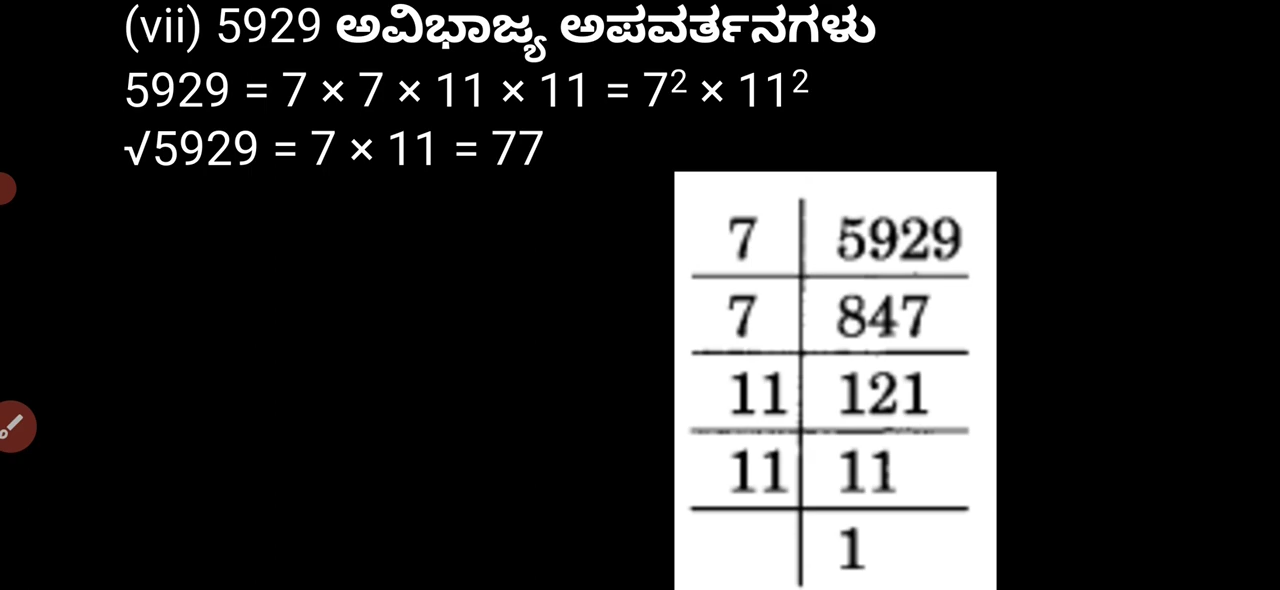 (vii) 5929 ಅವಿಭಾಜ್ಯ ಅಪವರ್ತನಗಳು
5929 = 7 × 7 × 11 × 11 = 7² × 11²
√5929 = 7 × 11 = 77
7 5929
7 847
11 121
11 11
1